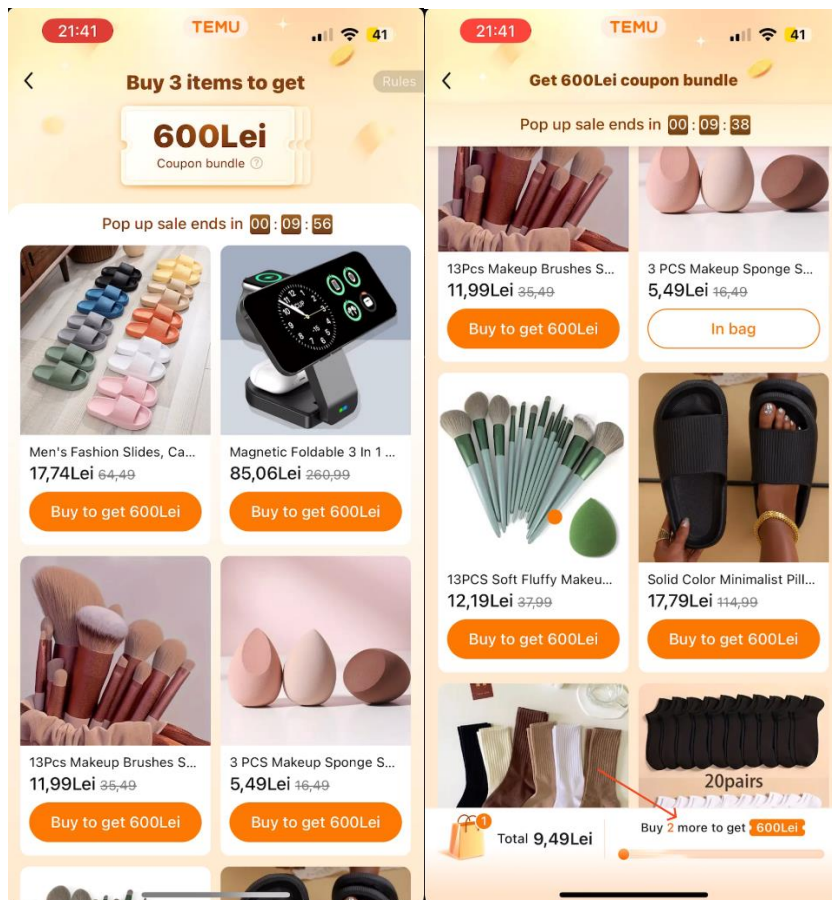 21:41
TEMU
41
Buy 3 items to get
Rules
600Lei
Coupon bundle ?
Pop up sale ends in 00 : 09 : 56
Men's Fashion Slides, Ca...
17,74Lei 64,49
Buy to get 600Lei
Magnetic Foldable 3 In 1 ...
85,06Lei 260,99
Buy to get 600Lei
13Pcs Makeup Brushes S...
11,99Lei 35,49
Buy to get 600Lei
3 PCS Makeup Sponge S...
5,49Lei 16,49
Buy to get 600Lei
21:41
TEMU
41
Get 600Lei coupon bundle
Pop up sale ends in 00 : 09 : 38
13Pcs Makeup Brushes S...
11,99Lei 35,49
Buy to get 600Lei
3 PCS Makeup Sponge S...
5,49Lei 16,49
In bag
13PCS Soft Fluffy Makeu...
12,19Lei 37,99
Buy to get 600Lei
Solid Color Minimalist Pill...
17,79Lei 114,99
Buy to get 600Lei
20pairs
1
Total 9,49Lei
Buy 2 more to get 600Lei